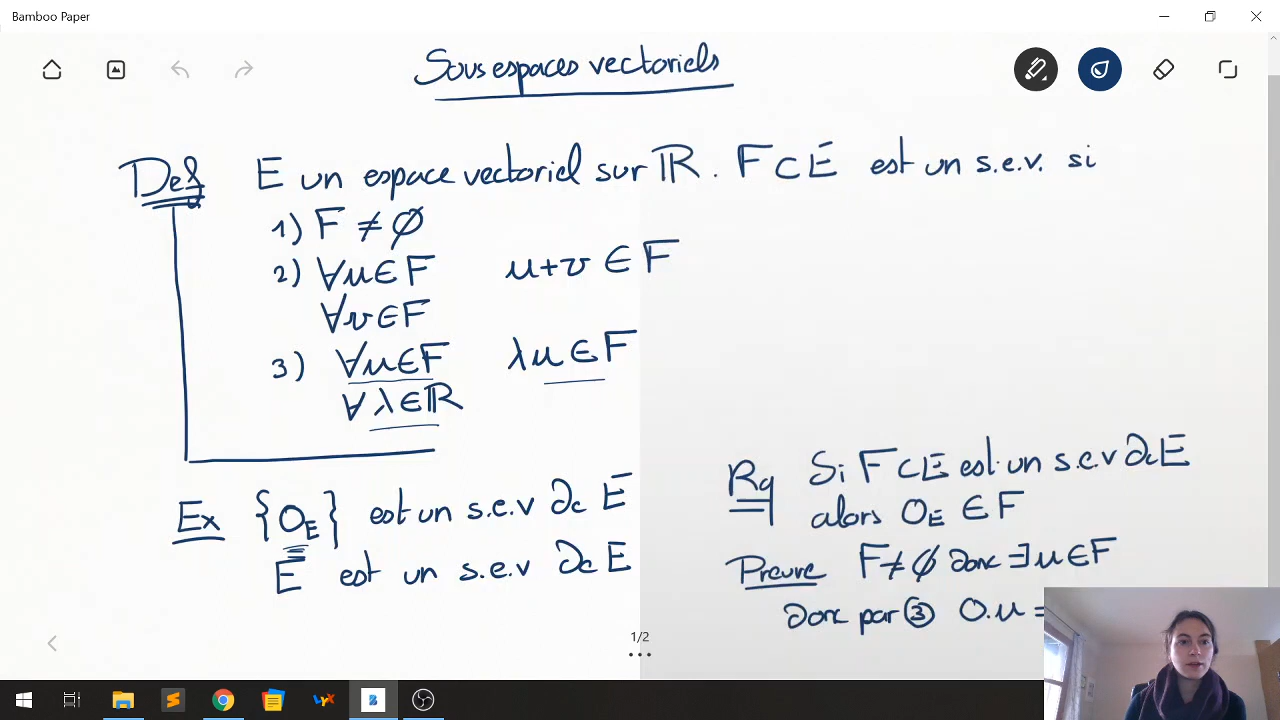 Bamboo Paper
Sous espaces vectoriels
Def E un espace vectoriel sur ℝ. F ⊂ E est un s.e.v. si
1) F ≠ ∅
2) ∀u∈F u+v ∈ F
∀v∈F
3) ∀u∈F λu ∈ F
∀λ∈ℝ
Ex {0_E} est un s.e.v de E
E est un s.e.v de E
Rq Si F⊂E est un s.e.v de E
alors 0_E ∈ F
Preuve F≠∅ donc ∃u∈F
donc par ③ 0.u =
1/2